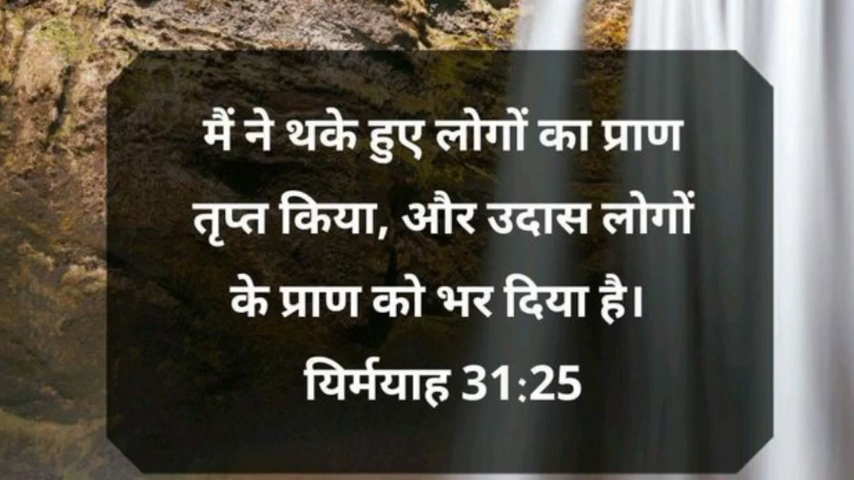 मैं ने थके हुए लोगों का प्राण
तृप्त किया, और उदास लोगों
के प्राण को भर दिया है।
यिर्मयाह 31:25